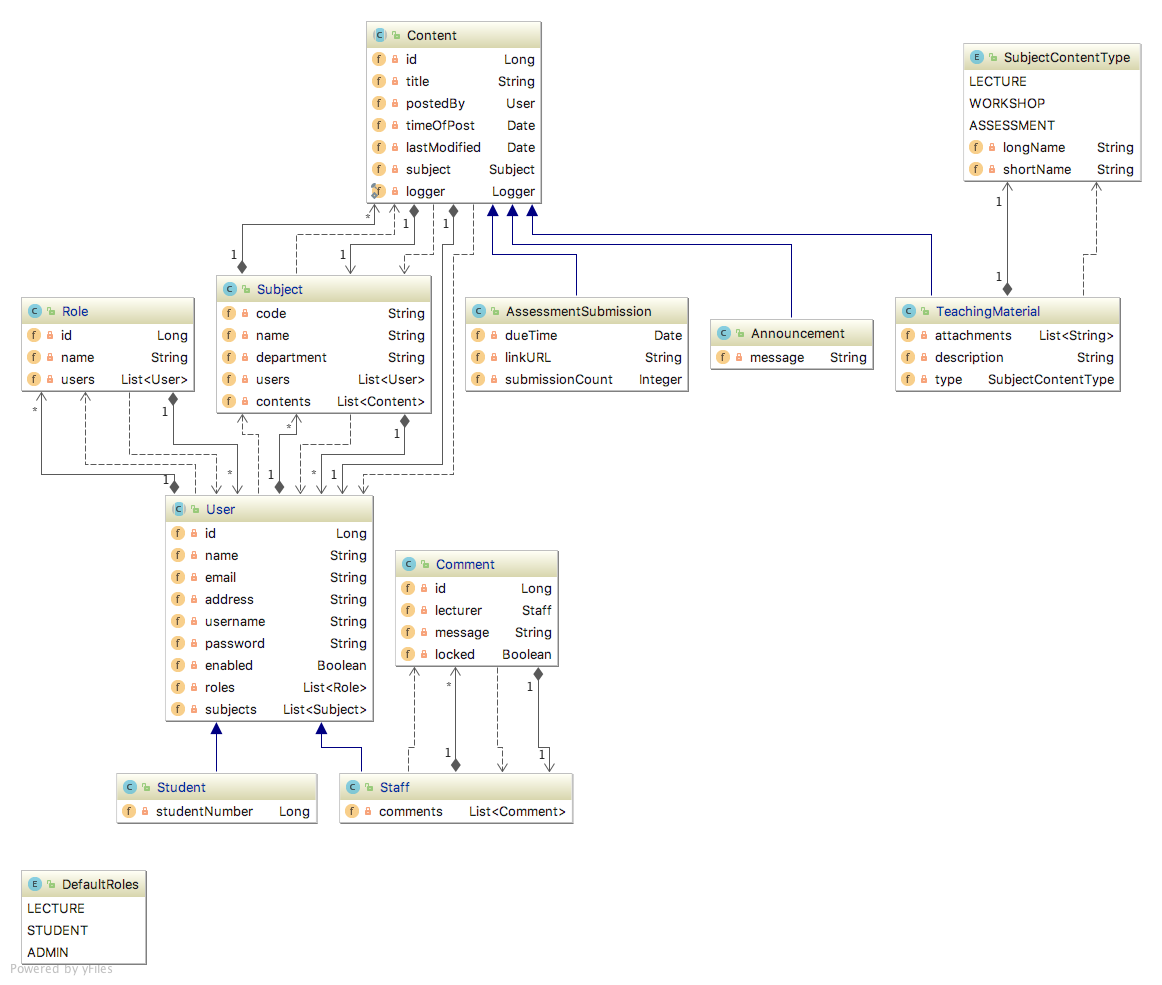 C Content
f id Long
f title String
f postedBy User
f timeOfPost Date
f lastModified Date
f subject Subject
f logger Logger
E SubjectContentType
LECTURE
WORKSHOP
ASSESSMENT
f longName String
f shortName String
* 1 1 1
1 1 1
C Role
f id Long
f name String
f users List<User>
C Subject
f code String
f name String
f department String
f users List<User>
f contents List<Content>
C AssessmentSubmission
f dueTime Date
f linkURL String
f submissionCount Integer
C Announcement
f message String
C TeachingMaterial
f attachments List<String>
f description String
f type SubjectContentType
* 1 * 1
1 * 1 * 1
C User
f id Long
f name String
f email String
f address String
f username String
f password String
f enabled Boolean
f roles List<Role>
f subjects List<Subject>
C Comment
f id Long
f lecturer Staff
f message String
f locked Boolean
* 1
1 1
C Student
f studentNumber Long
C Staff
f comments List<Comment>
E DefaultRoles
LECTURE
STUDENT
ADMIN
Powered by yFiles